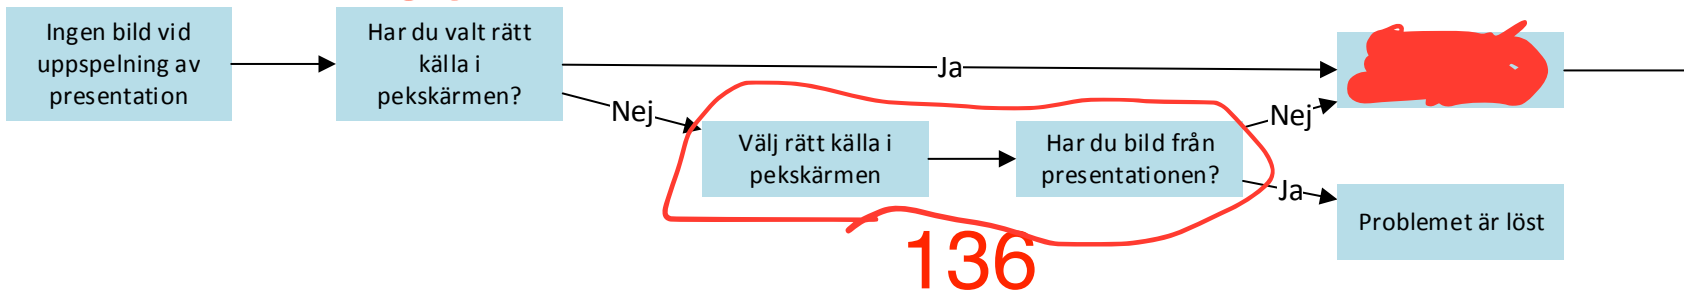 Ingen bild vid
uppspelning av
presentation
Har du valt rätt
källa i
pekskärmen?
Ja
Nej
Välj rätt källa i
pekskärmen
Har du bild från
presentationen?
Nej
Ja
Problemet är löst
136